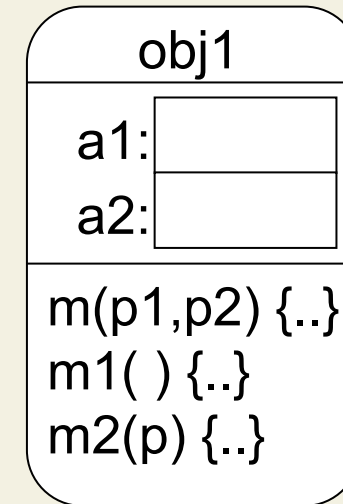 obj1
a1:
a2:
m(p1,p2) {..}
m1( ) {..}
m2(p) {..}